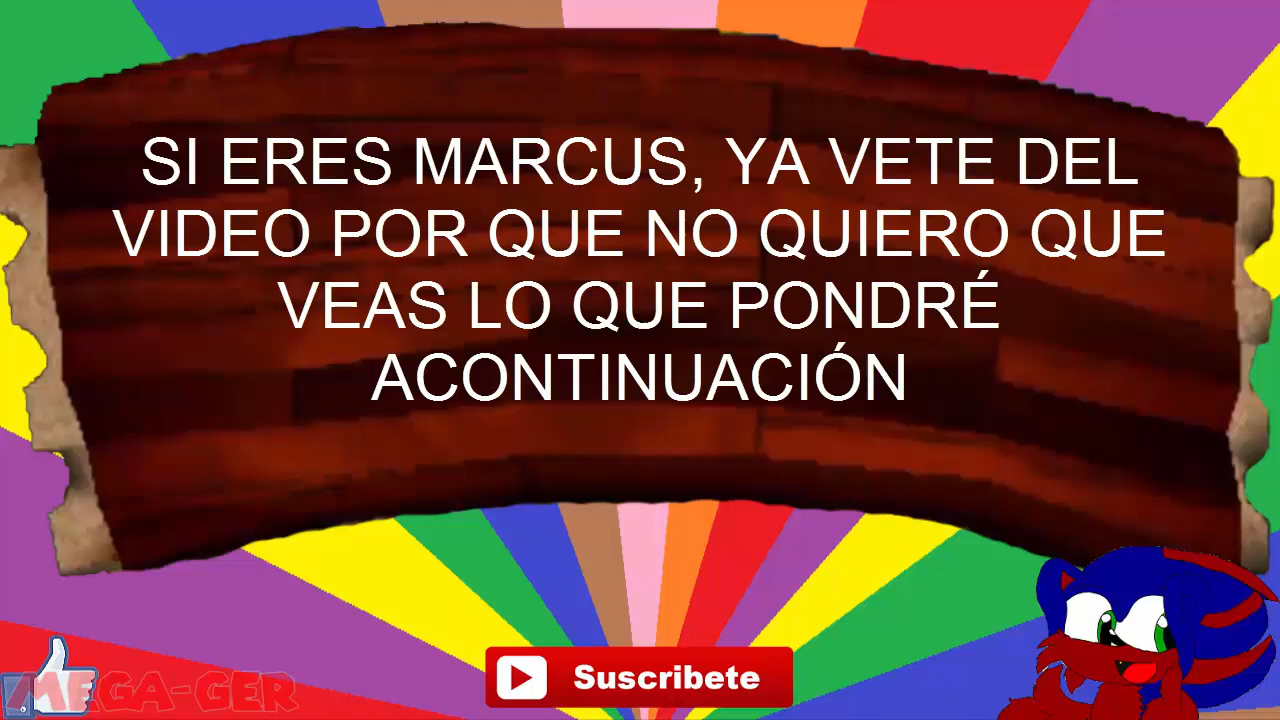 SI ERES MARCUS, YA VETE DEL
VIDEO POR QUE NO QUIERO QUE
VEAS LO QUE PONDRÉ
ACONTINUACIÓN
Suscribete
MEGA-GER